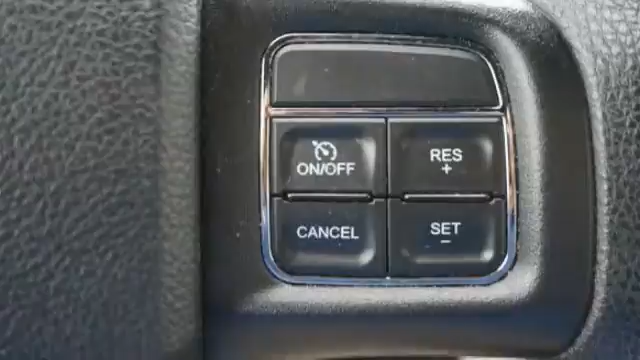 ON/OFF
RES
+
CANCEL
SET
–